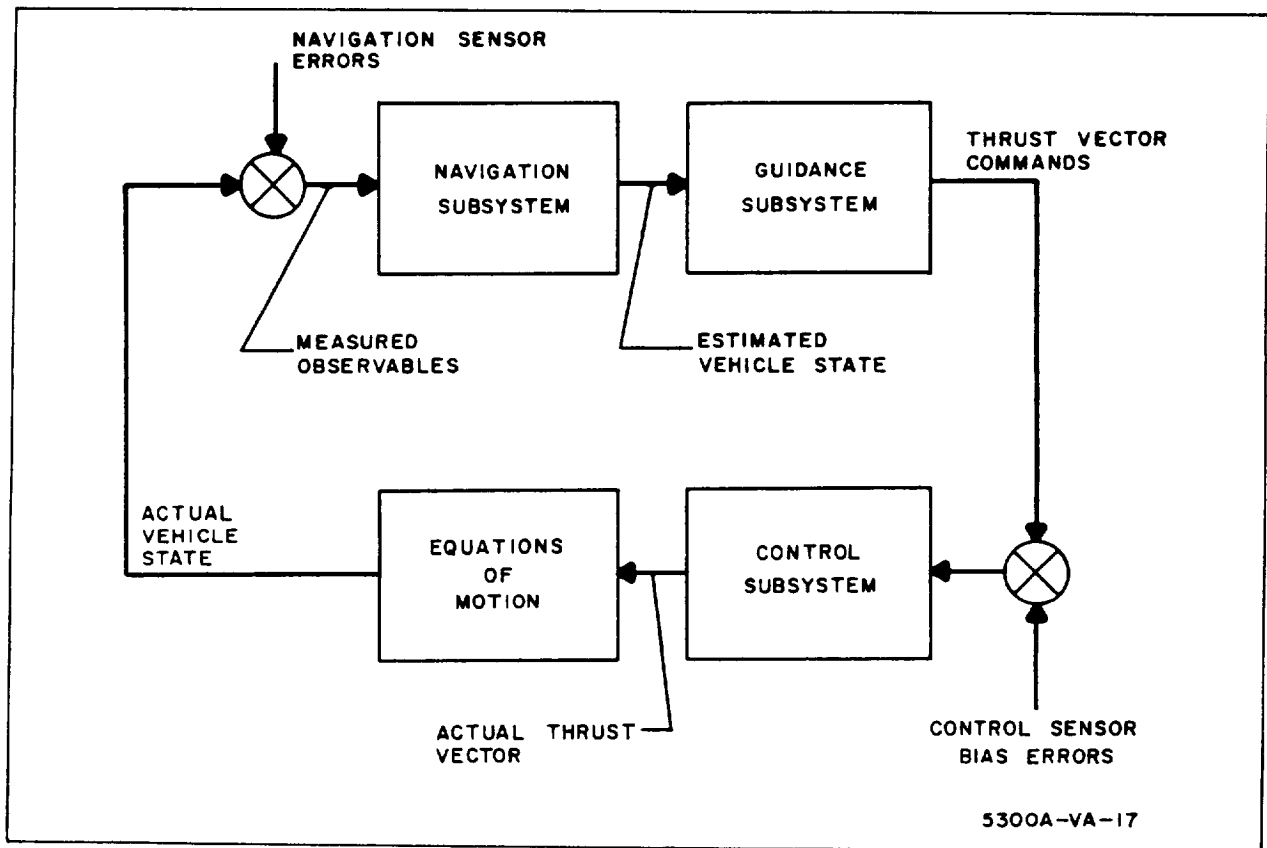 NAVIGATION SENSOR
ERRORS
NAVIGATION
SUBSYSTEM
GUIDANCE
SUBSYSTEM
THRUST VECTOR
COMMANDS
MEASURED
OBSERVABLES
ESTIMATED
VEHICLE STATE
ACTUAL
VEHICLE
STATE
EQUATIONS
OF
MOTION
CONTROL
SUBSYSTEM
ACTUAL THRUST
VECTOR
CONTROL SENSOR
BIAS ERRORS
5300A-VA-17